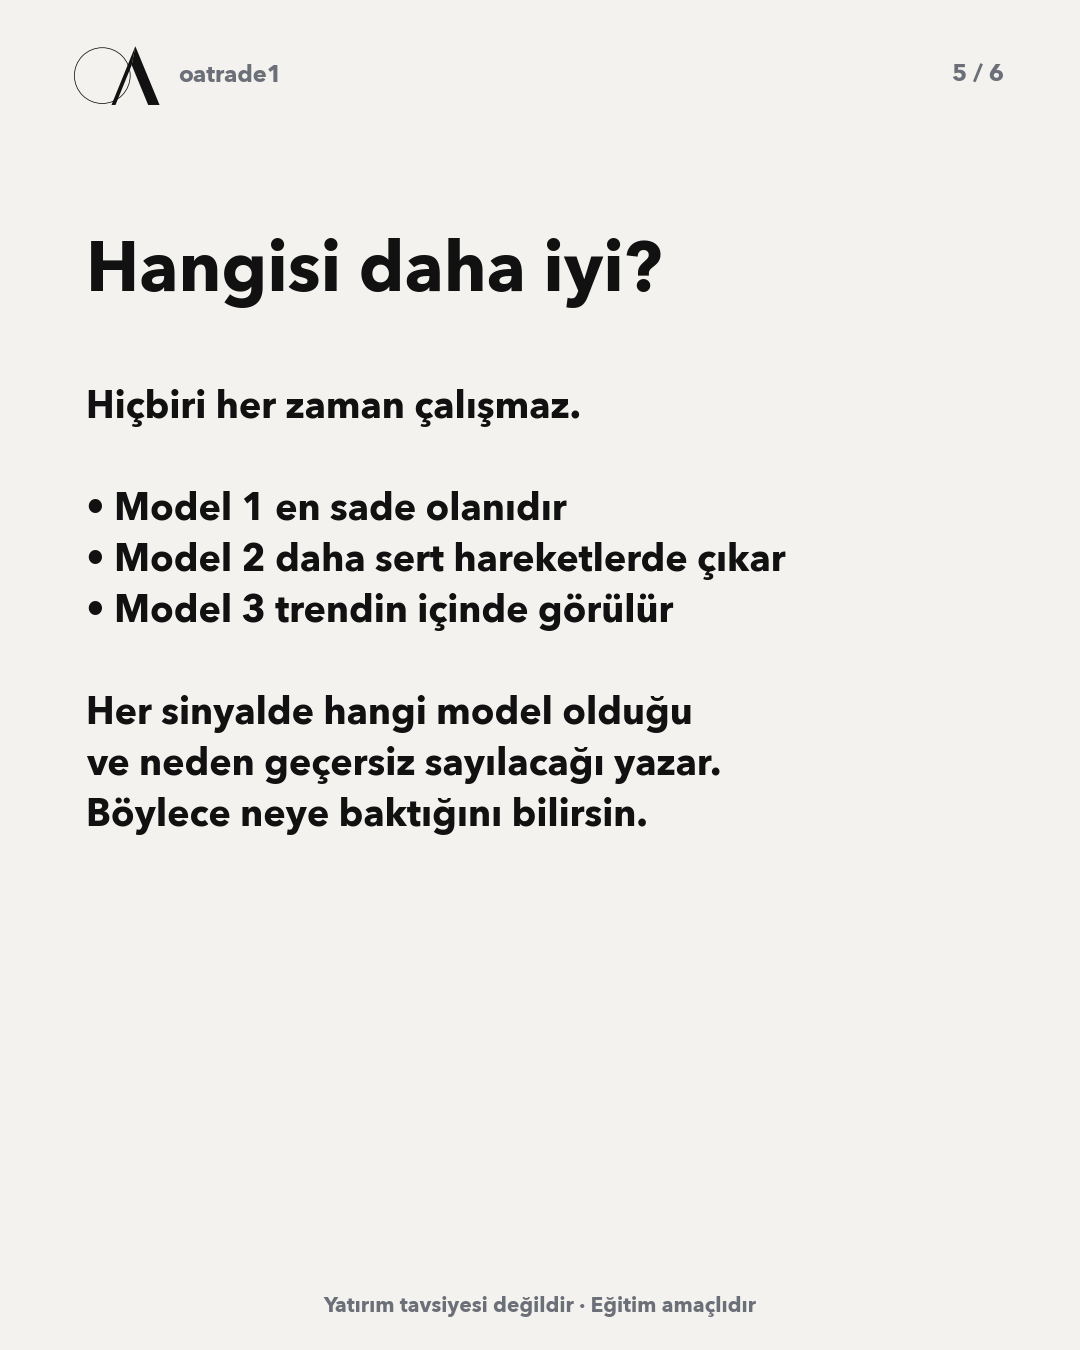 oatrade1
5 / 6
Hangisi daha iyi?
Hiçbiri her zaman çalışmaz.
• Model 1 en sade olanıdır
• Model 2 daha sert hareketlerde çıkar
• Model 3 trendin içinde görülür
Her sinyalde hangi model olduğu
ve neden geçersiz sayılacağı yazar.
Böylece neye baktığını bilirsin.
Yatırım tavsiyesi değildir · Eğitim amaçlıdır